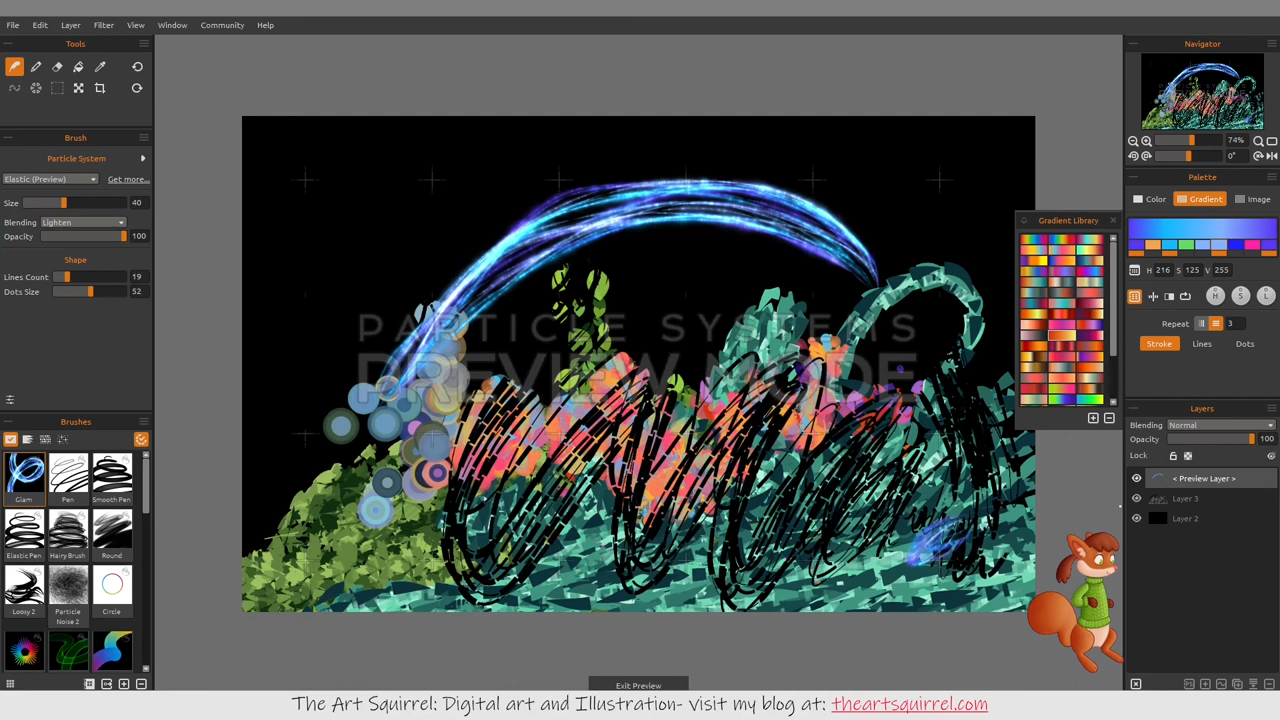 File Edit Layer Filter View Window Community Help
Tools
Navigator
74%
0°
Brush
Particle System
Elastic (Preview) Get more...
Size 40
Blending Lighten
Opacity 100
Shape
Lines Count 19
Dots Size 52
Palette
Color Gradient Image
H 216 S 125 V 255
H S L
Repeat 3
Stroke Lines Dots
Gradient Library
PARTICLE SYSTEMS
PREVIEW MODE
Brushes
Glam Pen Smooth Pen
Elastic Pen Hairy Brush Round
Loosy 2 Particle Noise 2 Circle
Layers
Blending Normal
Opacity 100
Lock
< Preview Layer >
Layer 3
Layer 2
Exit Preview
The Art Squirrel: Digital art and Illustration- visit my blog at: theartsquirrel.com